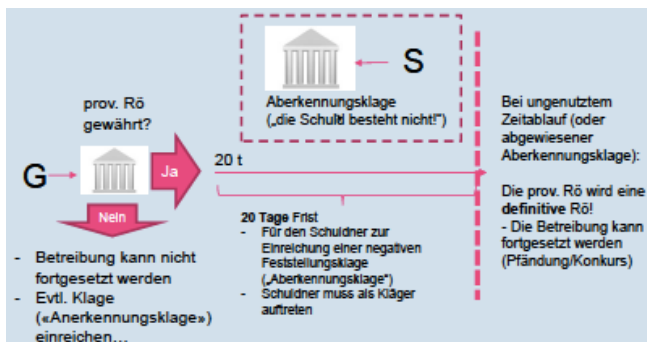 prov. Rö
gewährt?
G
Ja
Nein
- Betreibung kann nicht
fortgesetzt werden
- Evtl. Klage
(«Anerkennungsklage»)
einreichen…
S
Aberkennungsklage
(„die Schuld besteht nicht!“)
20 t
20 Tage Frist
- Für den Schuldner zur
Einreichung einer negativen
Feststellungsklage
(„Aberkennungsklage“)
- Schuldner muss als Kläger
auftreten
Bei ungenutztem
Zeitablauf (oder
abgewiesener
Aberkennungsklage):
Die prov. Rö wird eine
definitive Rö!
- Die Betreibung kann
fortgesetzt werden
(Pfändung/Konkurs)